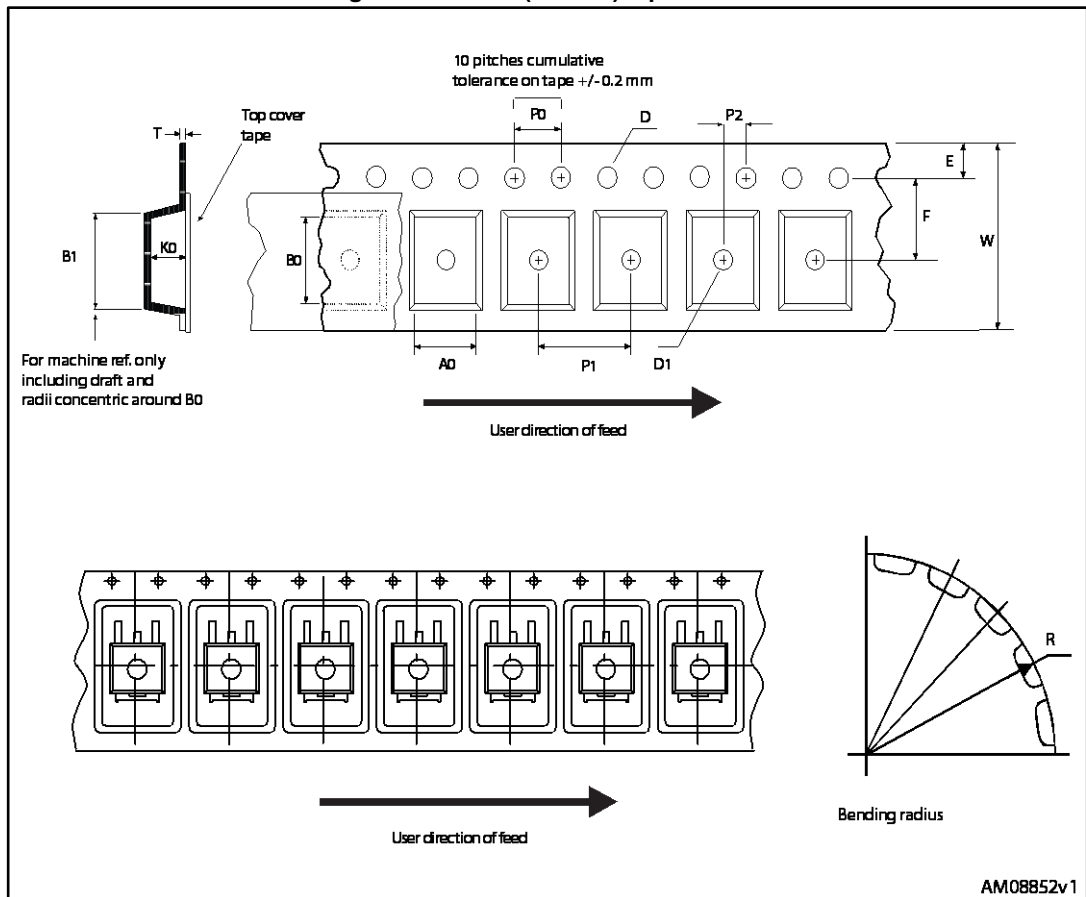 10 pitches cumulative
tolerance on tape +/- 0.2 mm
T
Top cover
tape
P0
D
P2
E
F
W
B1
K0
B0
For machine ref. only
including draft and
radii concentric around B0
A0
P1
D1
User direction of feed
R
Bending radius
User direction of feed
AM08852v1